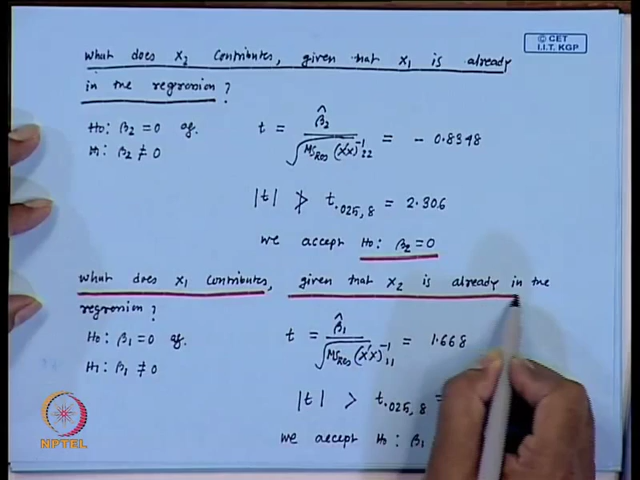 © CET
I.I.T. KGP
What does X₂ Contributes, given that X₁ is already
in the regression ?
H₀: β₂ = 0 ag.
H₁: β₂ ≠ 0
t = β̂₂ / √(MS_Res (X'X)⁻¹₂₂) = - 0.8348
|t| ≯ t.025,8 = 2.306
We accept H₀: β₂ = 0
What does X₁ Contributes, given that X₂ is already in the
regression ?
H₀: β₁ = 0 ag.
H₁: β₁ ≠ 0
t = β̂₁ / √(MS_Res (X'X)⁻¹₁₁) = 1.668
|t| > t.025,8 =
We accept H₀ : β₁
NPTEL